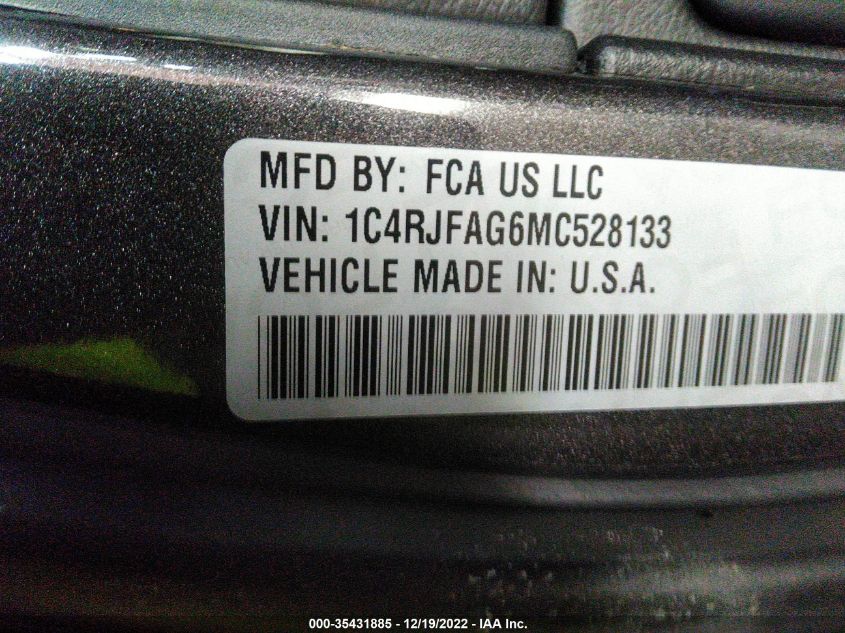 MFD BY: FCA US LLC
VIN: 1C4RJFAG6MC528133
VEHICLE MADE IN: U.S.A.
000-35431885 - 12/19/2022 - IAA Inc.